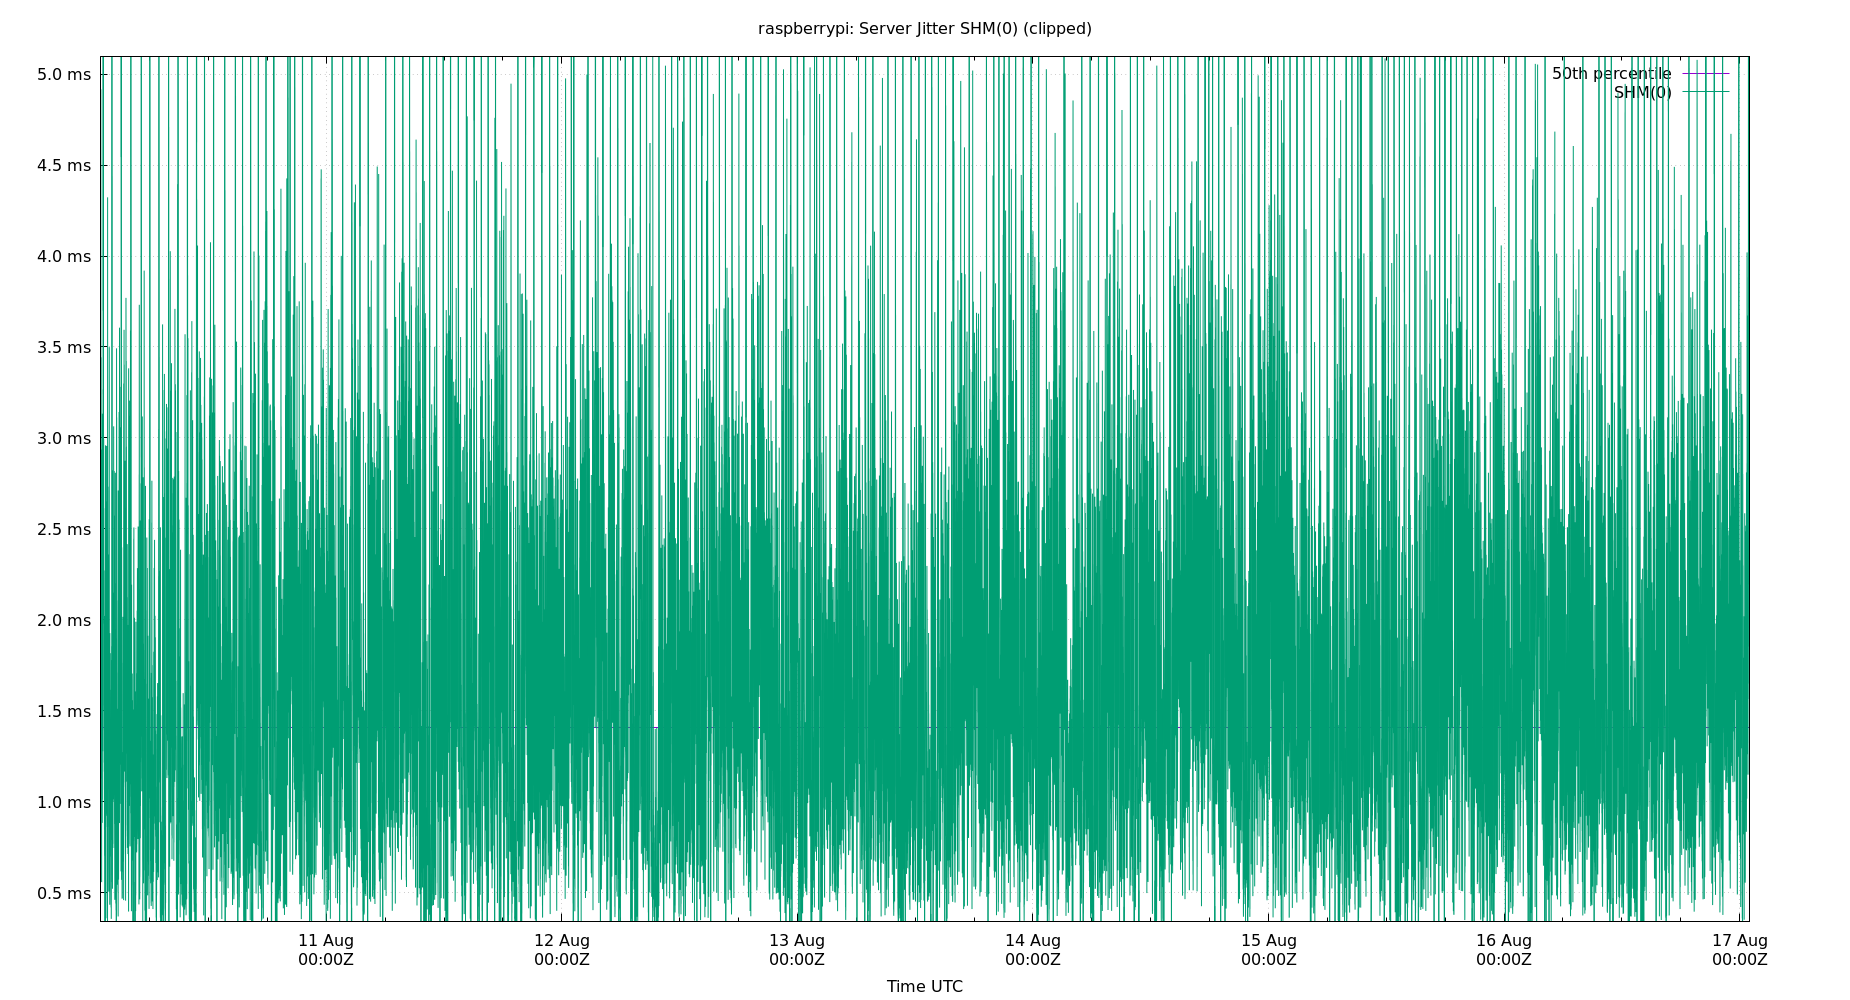 raspberrypi: Server Jitter SHM(0) (clipped)
50th percentile
SHM(0)
5.0 ms
4.5 ms
4.0 ms
3.5 ms
3.0 ms
2.5 ms
2.0 ms
1.5 ms
1.0 ms
0.5 ms
11 Aug 12 Aug 13 Aug 14 Aug 15 Aug 16 Aug 17 Aug
00:00Z 00:00Z 00:00Z 00:00Z 00:00Z 00:00Z 00:00Z
Time UTC